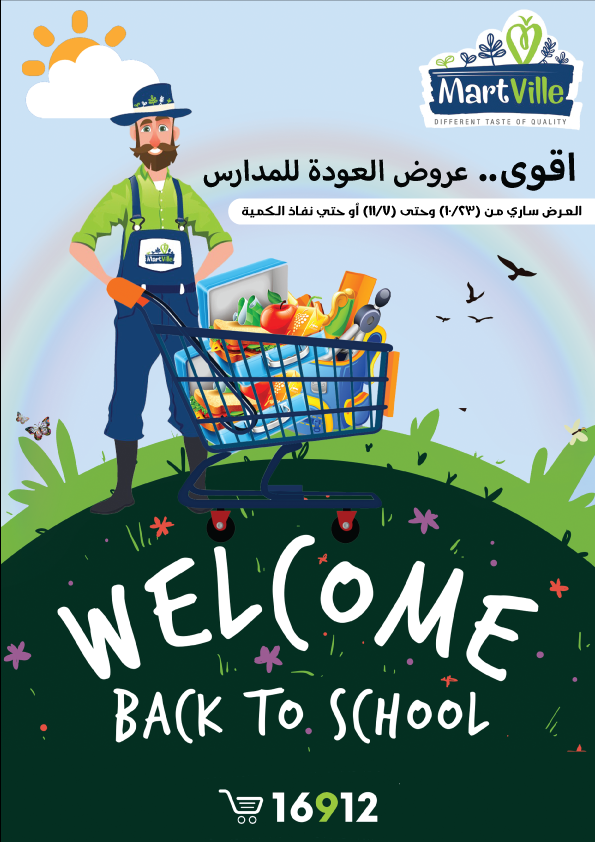 MartVille
DIFFERENT TASTE OF QUALITY
اقوى.. عروض العودة للمدارس
العرض ساري من (١٠/٢٣) وحتى (١١/٧) أو حتي نفاذ الكمية
MartVille
WELCOME
BACK TO SCHOOL
16912